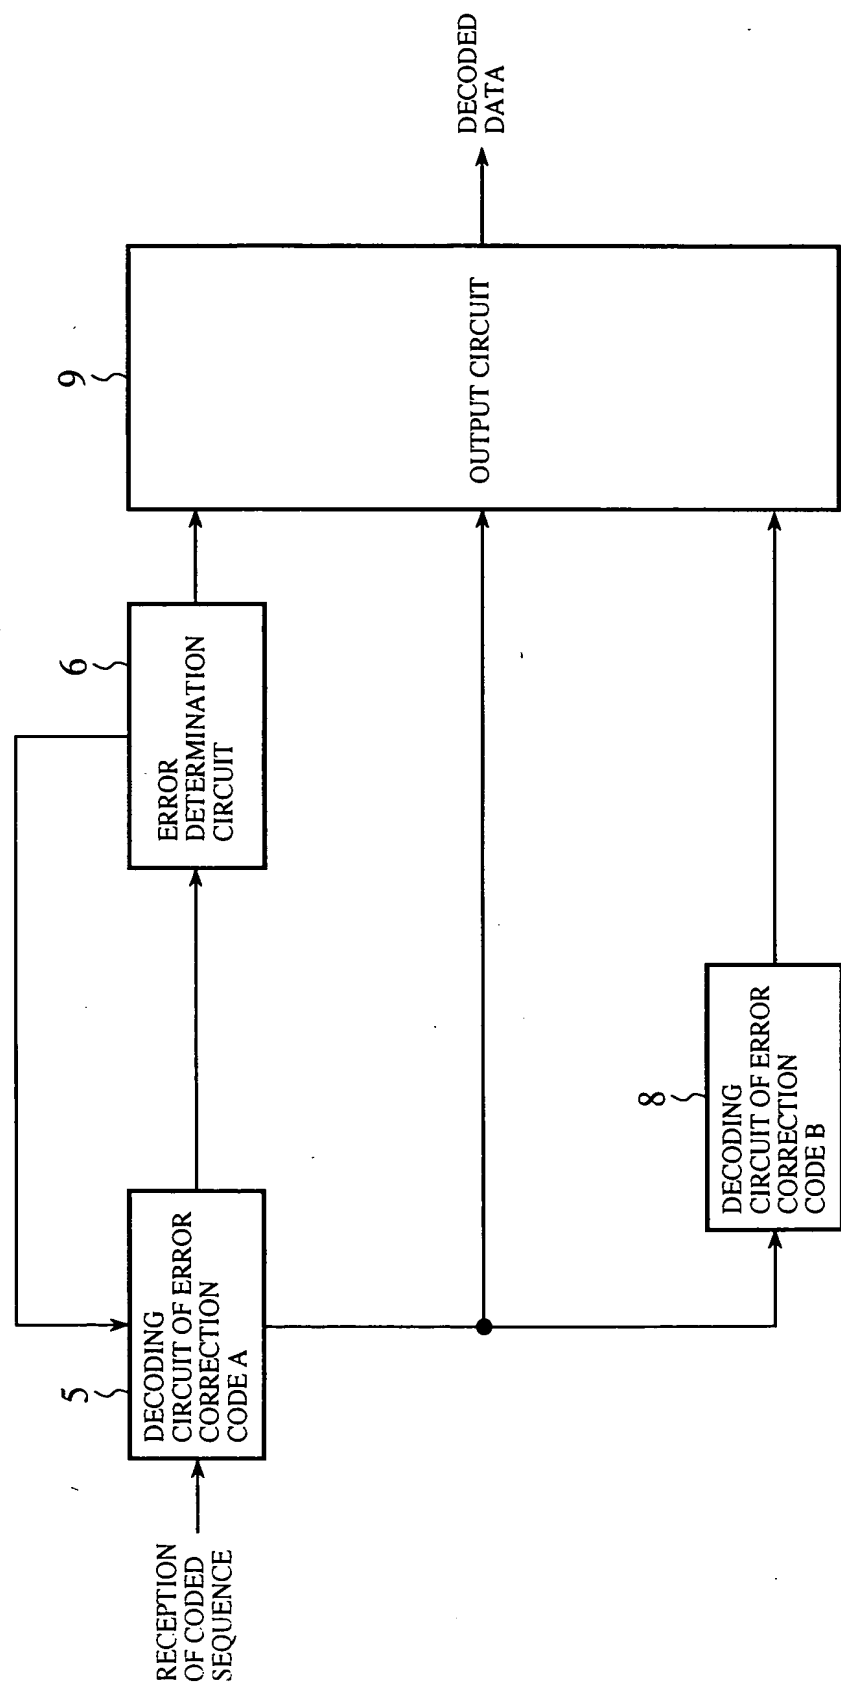 RECEPTION
OF CODED
SEQUENCE
5
DECODING
CIRCUIT OF ERROR
CORRECTION
CODE A
6
ERROR
DETERMINATION
CIRCUIT
8
DECODING
CIRCUIT OF ERROR
CORRECTION
CODE B
9
OUTPUT CIRCUIT
DECODED
DATA